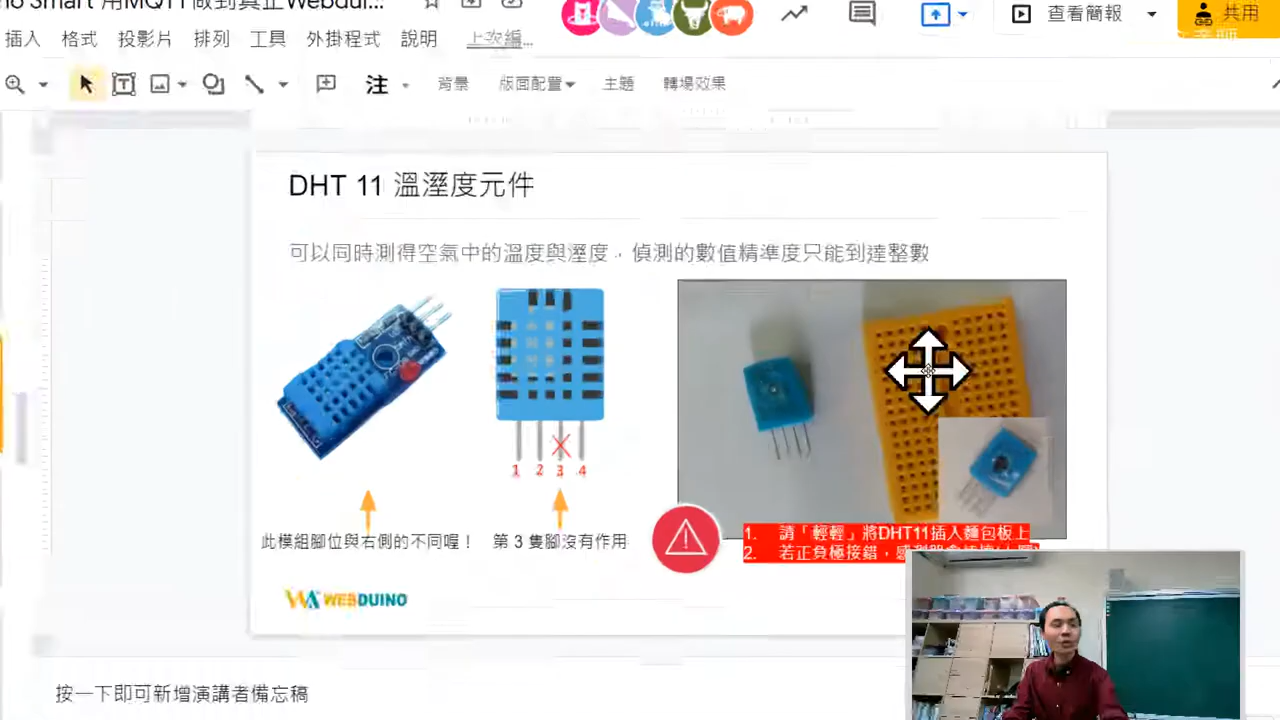 插入 格式 投影片 排列 工具 外掛程式 說明 上次編…
查看簡報 共用
注 背景 版面配置 主題 轉場效果
DHT 11 溫溼度元件
可以同時測得空氣中的溫度與溼度，偵測的數值精準度只能到達整數
1 2 3 4
此模組腳位與右側的不同喔！
第 3 隻腳沒有作用
1. 請「輕輕」將DHT11插入麵包板上
2. 若正負極接錯，
WEBDUINO
按一下即可新增演講者備忘稿